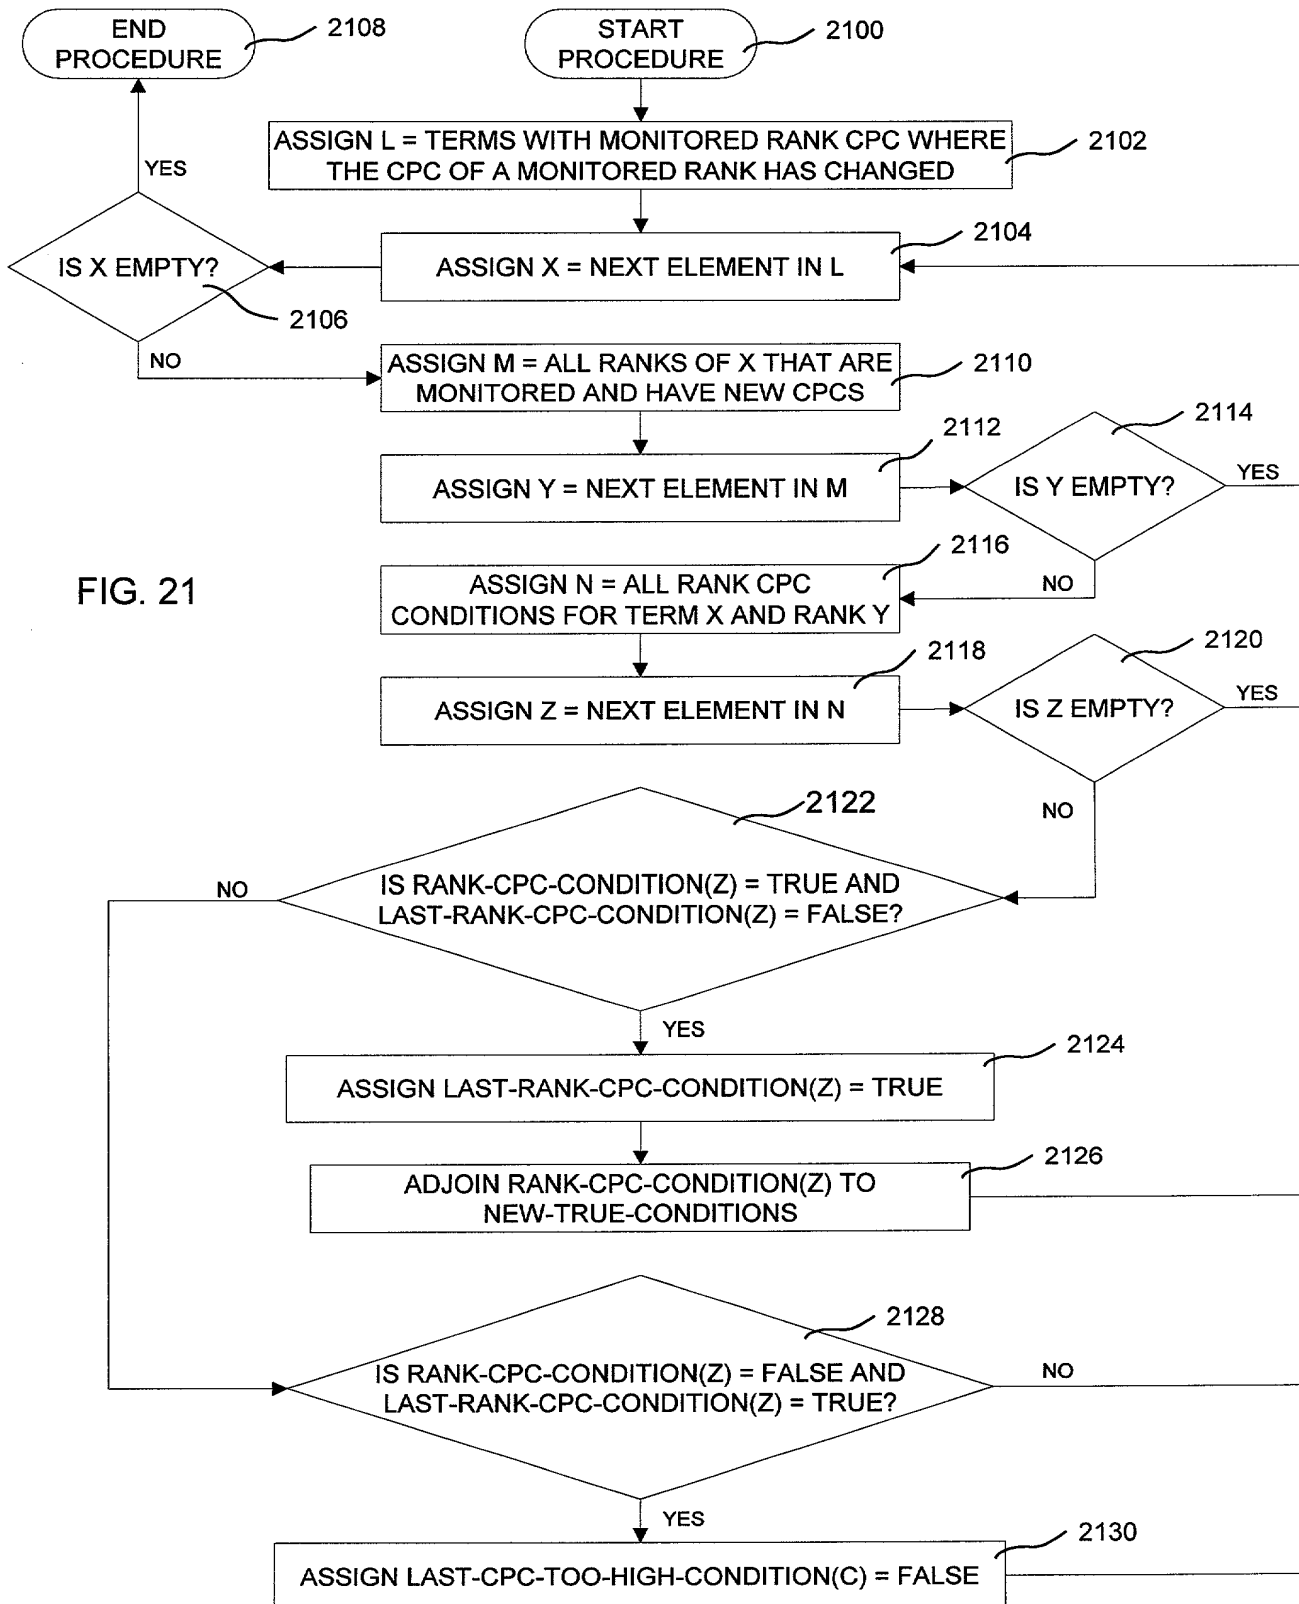 END
PROCEDURE
2108
START
PROCEDURE
2100
ASSIGN L = TERMS WITH MONITORED RANK CPC WHERE
THE CPC OF A MONITORED RANK HAS CHANGED
2102
YES
IS X EMPTY?
2106
ASSIGN X = NEXT ELEMENT IN L
2104
NO
ASSIGN M = ALL RANKS OF X THAT ARE
MONITORED AND HAVE NEW CPCS
2110
ASSIGN Y = NEXT ELEMENT IN M
2112
IS Y EMPTY?
2114
YES
NO
FIG. 21
ASSIGN N = ALL RANK CPC
CONDITIONS FOR TERM X AND RANK Y
2116
ASSIGN Z = NEXT ELEMENT IN N
2118
IS Z EMPTY?
2120
YES
NO
2122
IS RANK-CPC-CONDITION(Z) = TRUE AND
LAST-RANK-CPC-CONDITION(Z) = FALSE?
NO
YES
2124
ASSIGN LAST-RANK-CPC-CONDITION(Z) = TRUE
2126
ADJOIN RANK-CPC-CONDITION(Z) TO
NEW-TRUE-CONDITIONS
2128
IS RANK-CPC-CONDITION(Z) = FALSE AND
LAST-RANK-CPC-CONDITION(Z) = TRUE?
NO
YES
2130
ASSIGN LAST-CPC-TOO-HIGH-CONDITION(C) = FALSE